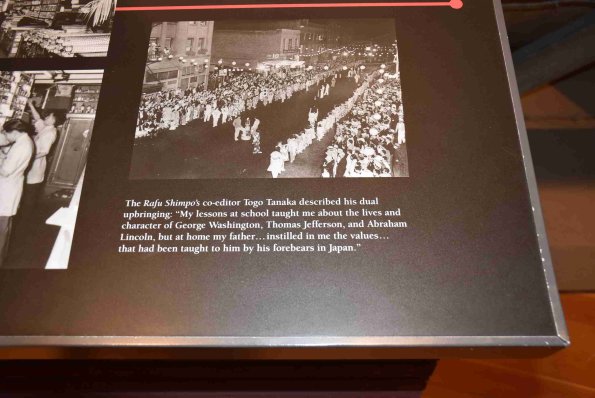 The Rafu Shimpo's co-editor Togo Tanaka described his dual
upbringing: “My lessons at school taught me about the lives and
character of George Washington, Thomas Jefferson, and Abraham
Lincoln, but at home my father…instilled in me the values…
that had been taught to him by his forebears in Japan.”